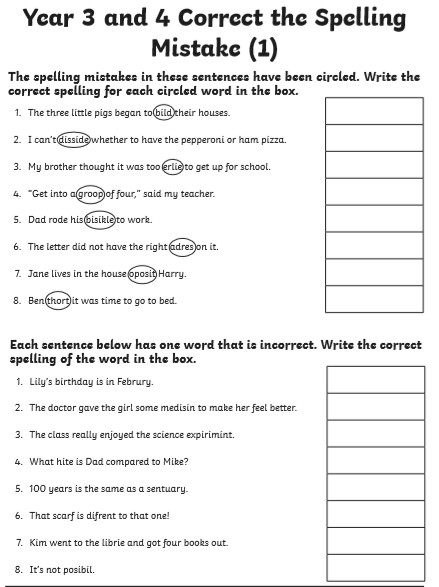 Year 3 and 4 Correct the Spelling
Mistake (1)
The spelling mistakes in these sentences have been circled. Write the
correct spelling for each circled word in the box.
1. The three little pigs began to bild their houses.
2. I can't disside whether to have the pepperoni or ham pizza.
3. My brother thought it was too erlie to get up for school.
4. "Get into a groop of four," said my teacher.
5. Dad rode his bisikle to work.
6. The letter did not have the right adres on it.
7. Jane lives in the house oposit Harry.
8. Ben thort it was time to go to bed.
Each sentence below has one word that is incorrect. Write the correct
spelling of the word in the box.
1. Lily's birthday is in Februry.
2. The doctor gave the girl some medisin to make her feel better.
3. The class really enjoyed the science expirimint.
4. What hite is Dad compared to Mike?
5. 100 years is the same as a sentuary.
6. That scarf is difrent to that one!
7. Kim went to the librie and got four books out.
8. It's not posibil.